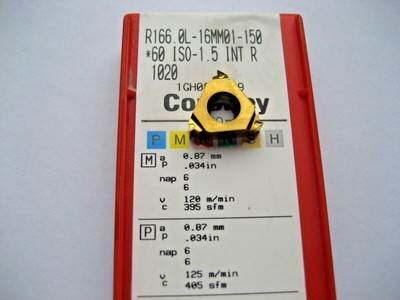 R166.0L-16MM01-150
*60 ISO-1.5 INT R
1020
P M S H
M a p 0.87 mm
.034in
nap 6
6
v c 120 m/min
395 sfm
P a p 0.87 mm
.034in
nap 6
6
v c 125 m/min
405 sfm